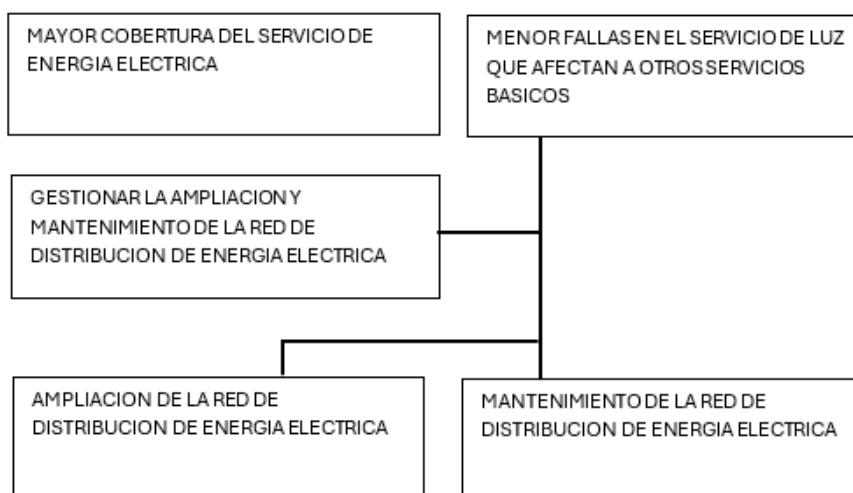 MAYOR COBERTURA DEL SERVICIO DE
ENERGIA ELECTRICA
MENOR FALLAS EN EL SERVICIO DE LUZ
QUE AFECTAN A OTROS SERVICIOS
BASICOS
GESTIONAR LA AMPLIACION Y
MANTENIMIENTO DE LA RED DE
DISTRIBUCION DE ENERGIA ELECTRICA
AMPLIACION DE LA RED DE
DISTRIBUCION DE ENERGIA ELECTRICA
MANTENIMIENTO DE LA RED DE
DISTRIBUCION DE ENERGIA ELECTRICA